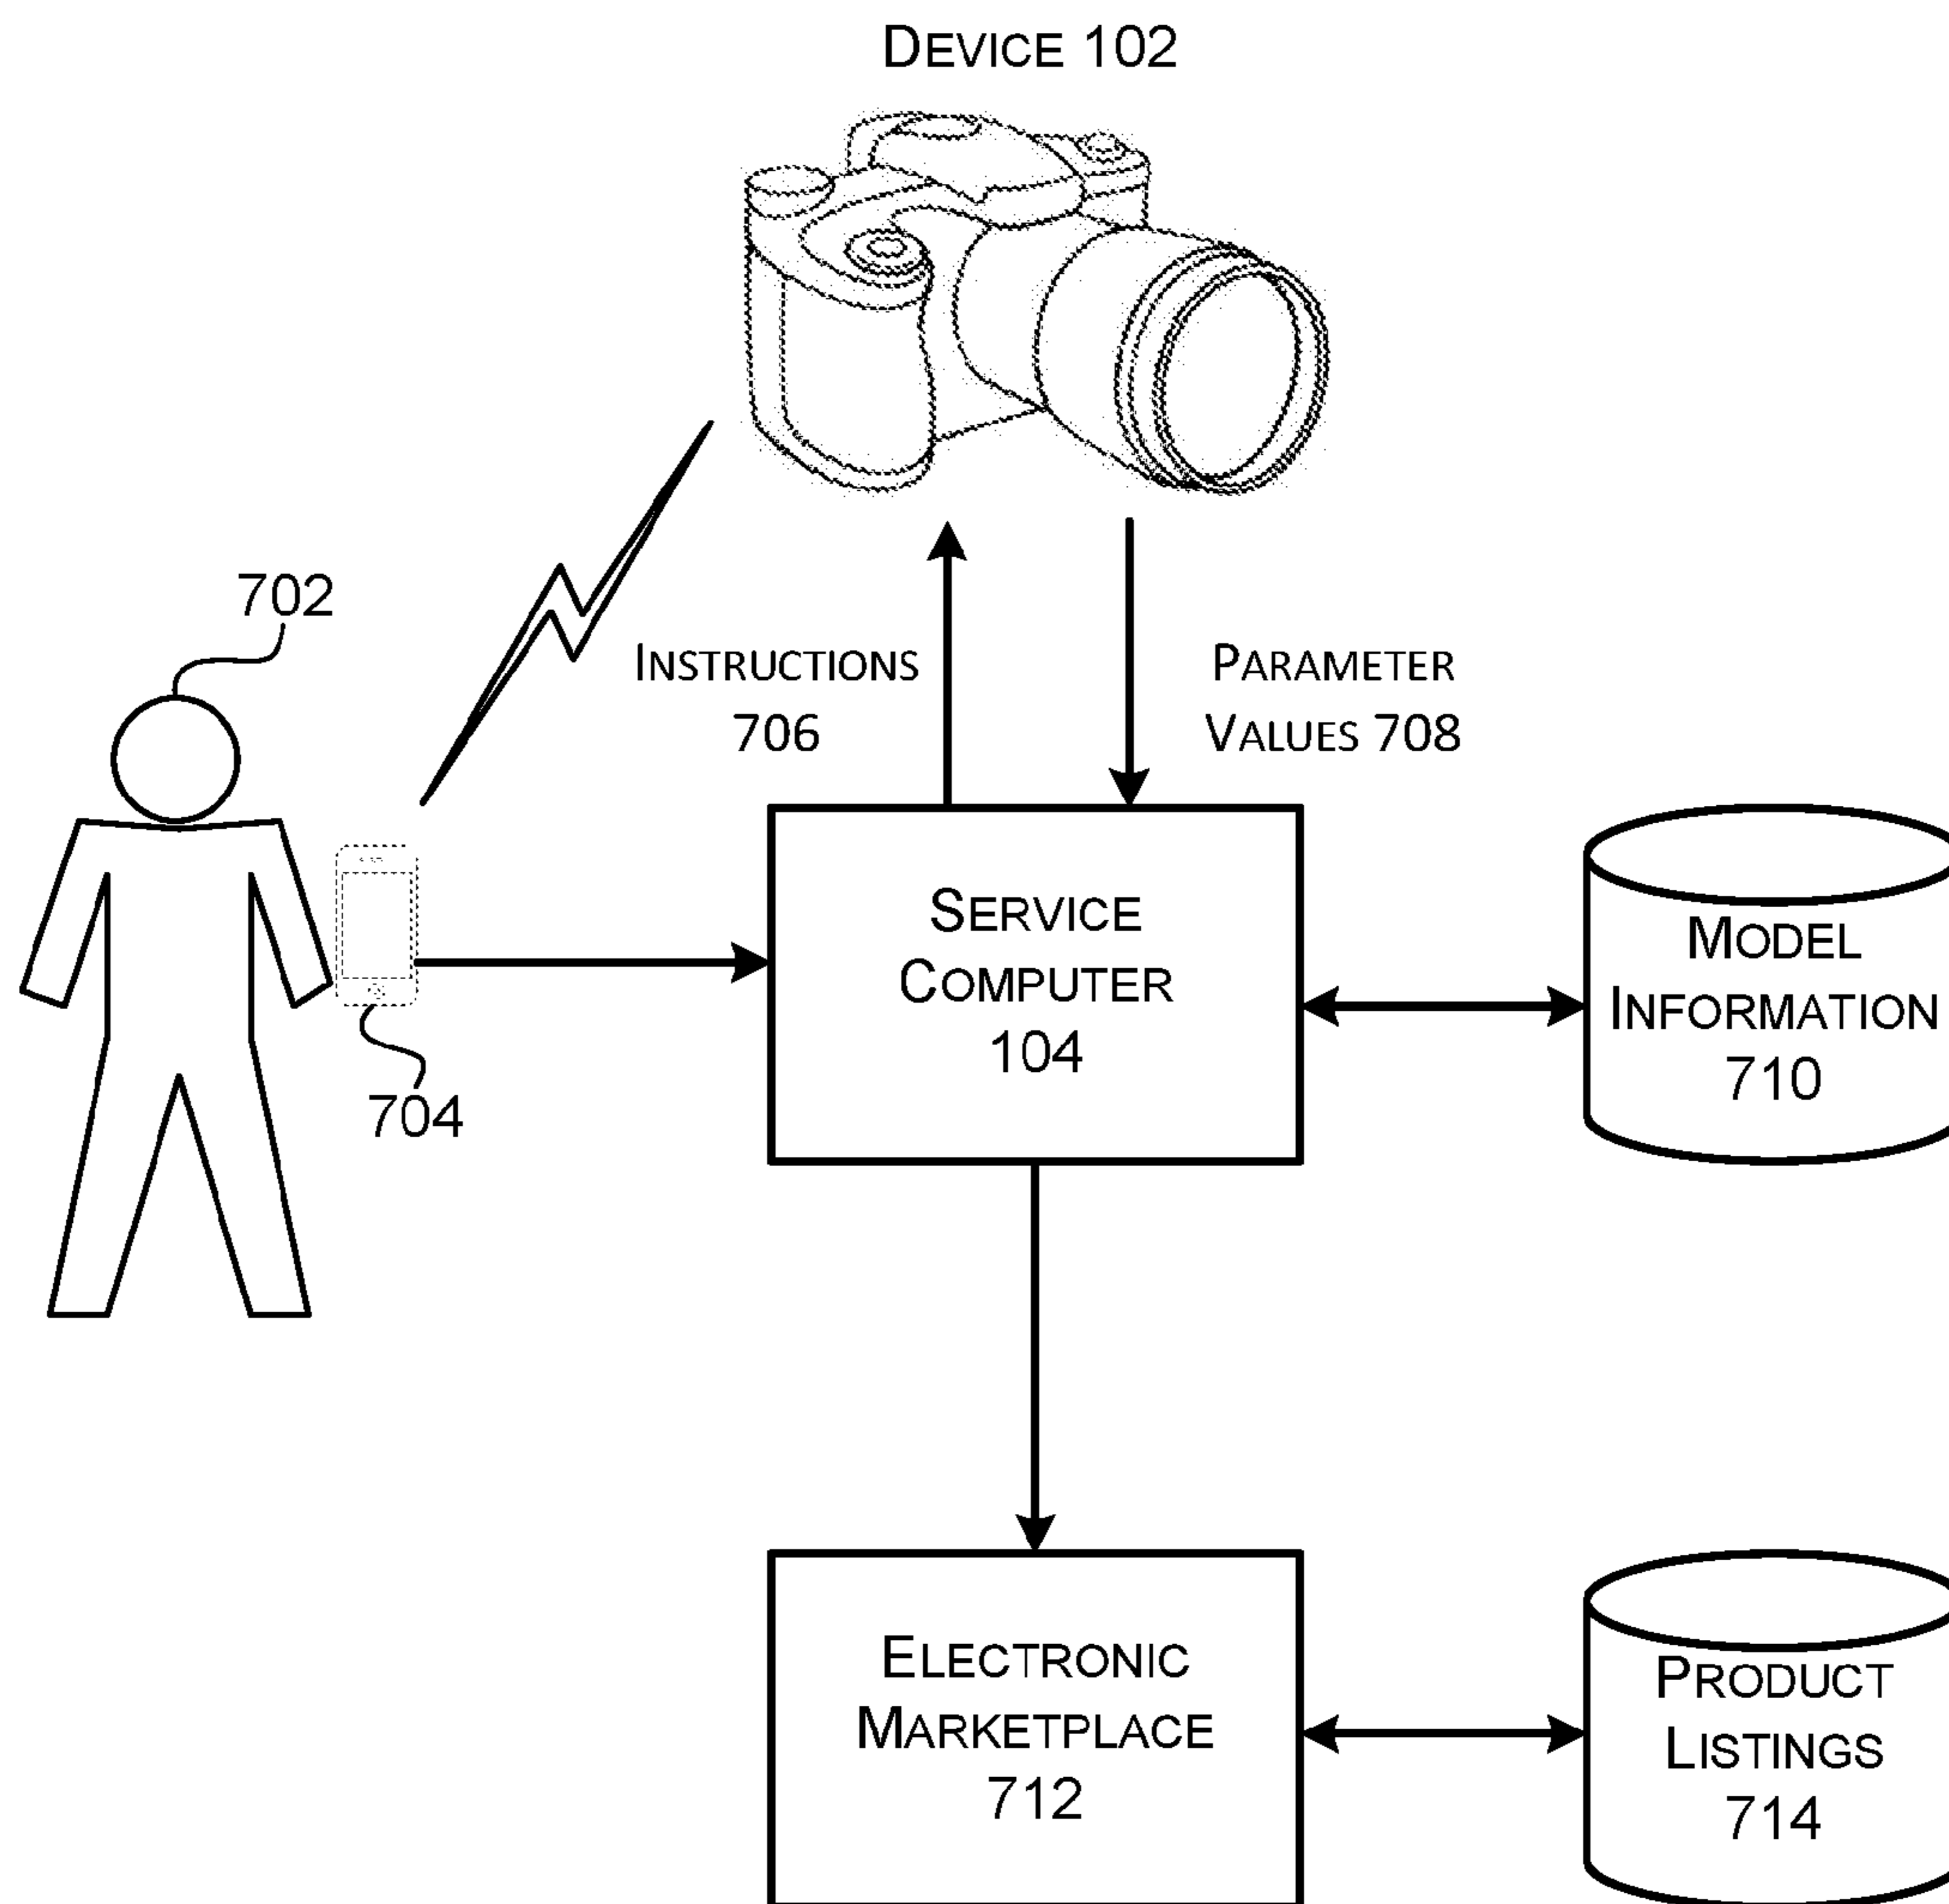 DEVICE 102
702
INSTRUCTIONS
706
PARAMETER
VALUES 708
SERVICE
COMPUTER
104
MODEL
INFORMATION
710
704
ELECTRONIC
MARKETPLACE
712
PRODUCT
LISTINGS
714